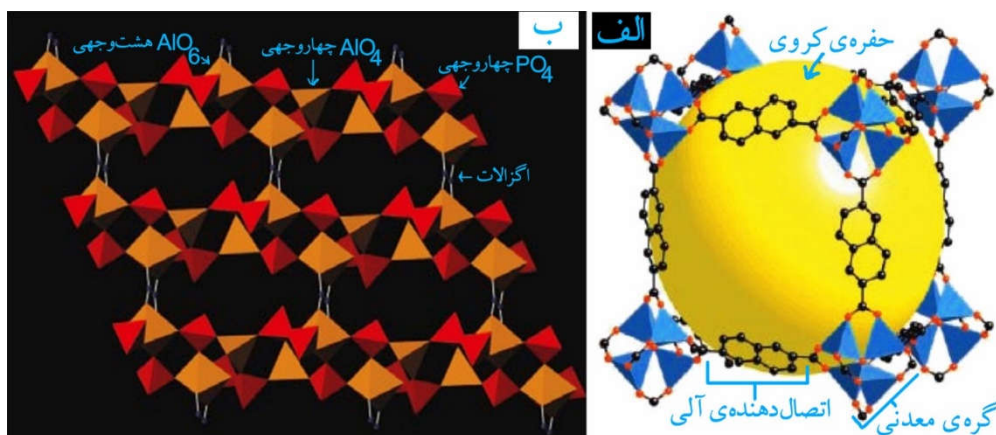 الف
حفره‌ی کروی
اتصال‌دهنده‌ی آلی
گره‌ی معدنی
ب
PO4 چهاروجهی
AlO4 چهاروجهی
AlO6 هشت‌وجهی
اگزالات